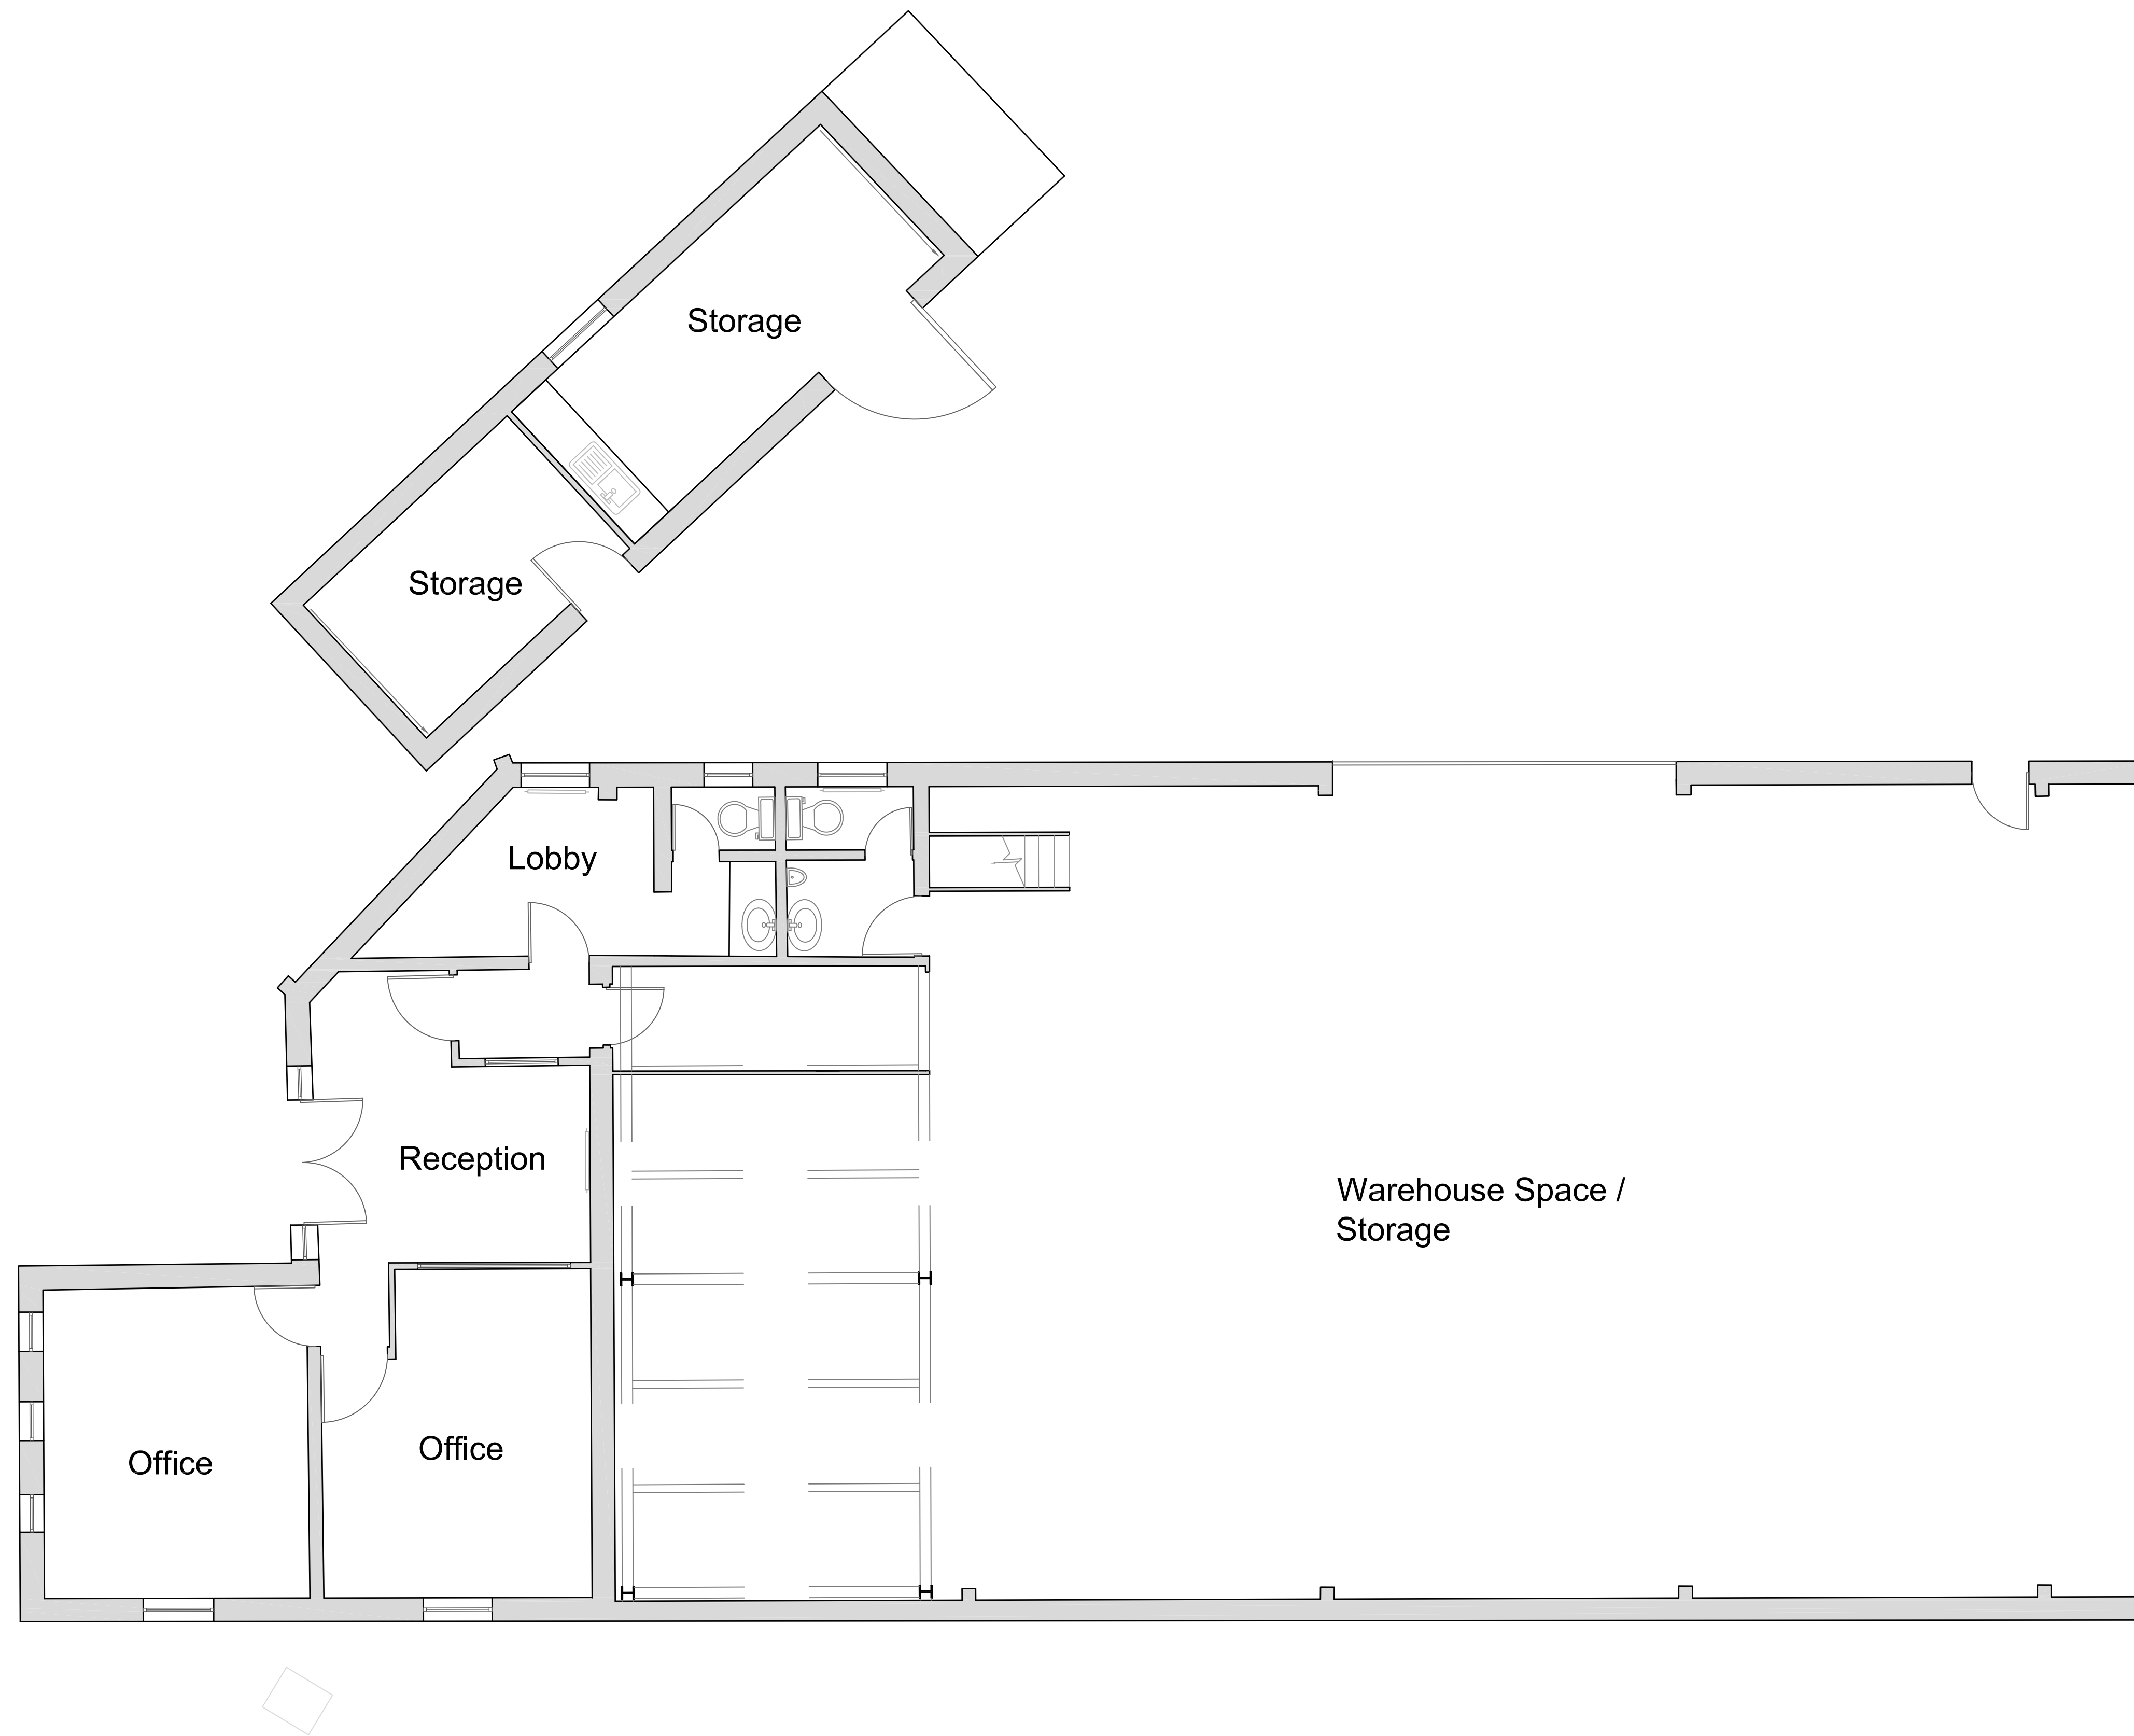 Storage
Storage
Lobby
Reception
Warehouse Space /
Storage
Office
Office